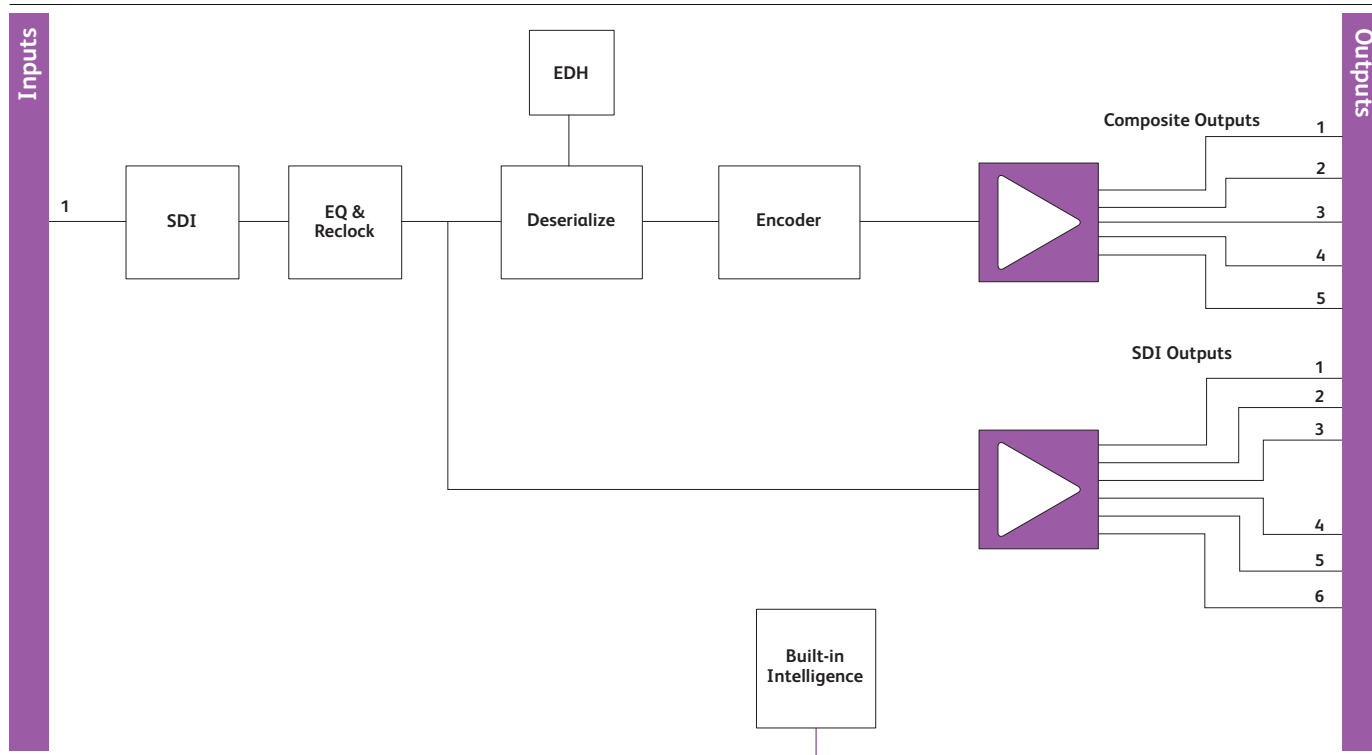 Inputs
Outputs
EDH
1
SDI
EQ &
Reclock
Deserialize
Encoder
Composite Outputs
1
2
3
4
5
SDI Outputs
1
2
3
4
5
6
Built-in
Intelligence